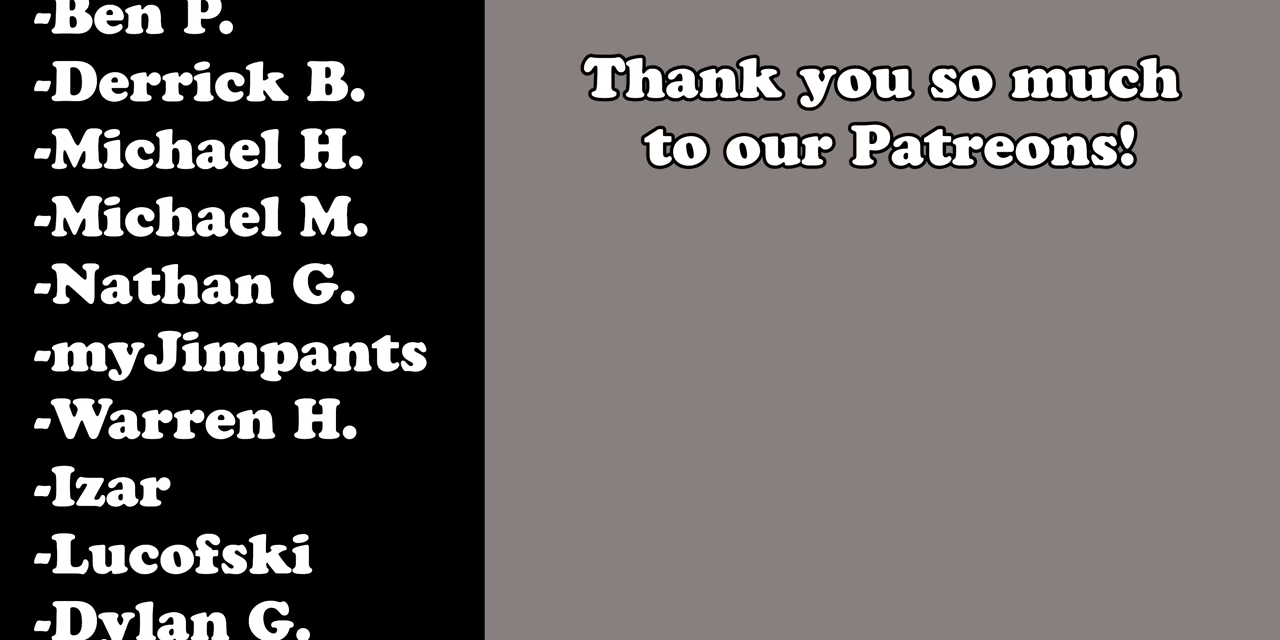 -Ben P.
-Derrick B.
-Michael H.
-Michael M.
-Nathan G.
-myJimpants
-Warren H.
-Izar
-Lucofski
-Dylan G.
Thank you so much
to our Patreons!